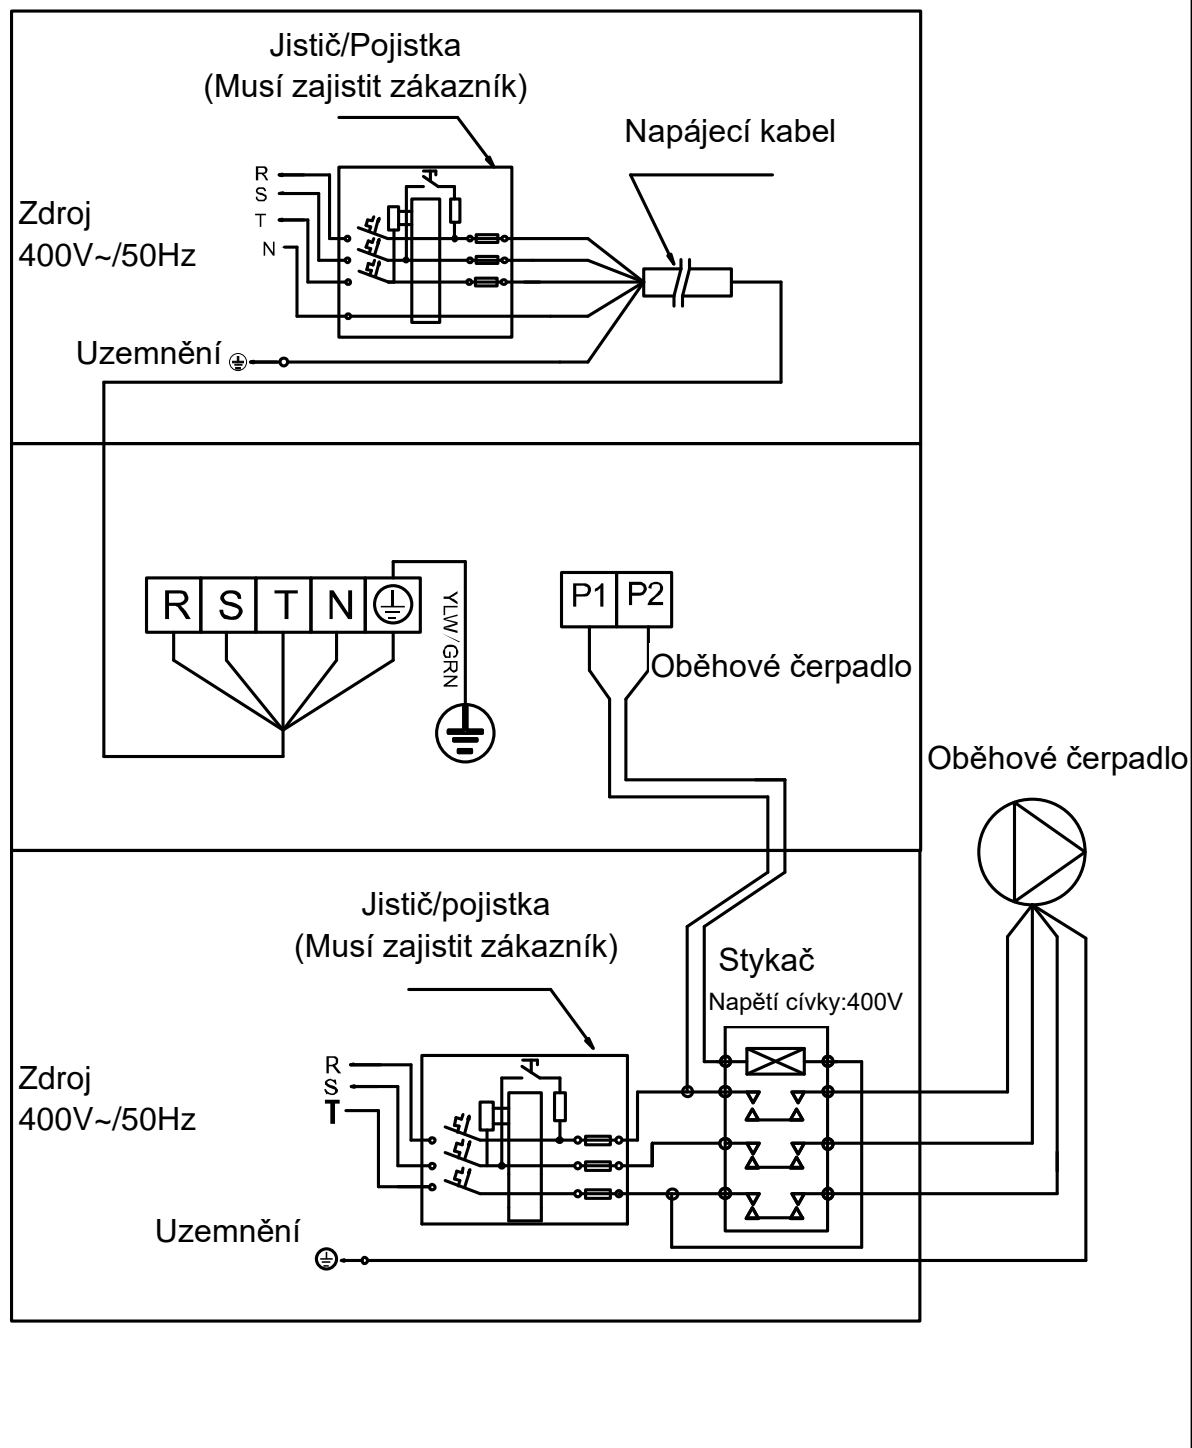 Jistič/Pojistka
(Musí zajistit zákazník)
Napájecí kabel
R
S
T
N
Zdroj
400V~/50Hz
Uzemnění
R S T N
YLW/GRN
P1 P2
Oběhové čerpadlo
Oběhové čerpadlo
Jistič/pojistka
(Musí zajistit zákazník)
Stykač
Napětí cívky:400V
R
S
T
Zdroj
400V~/50Hz
Uzemnění